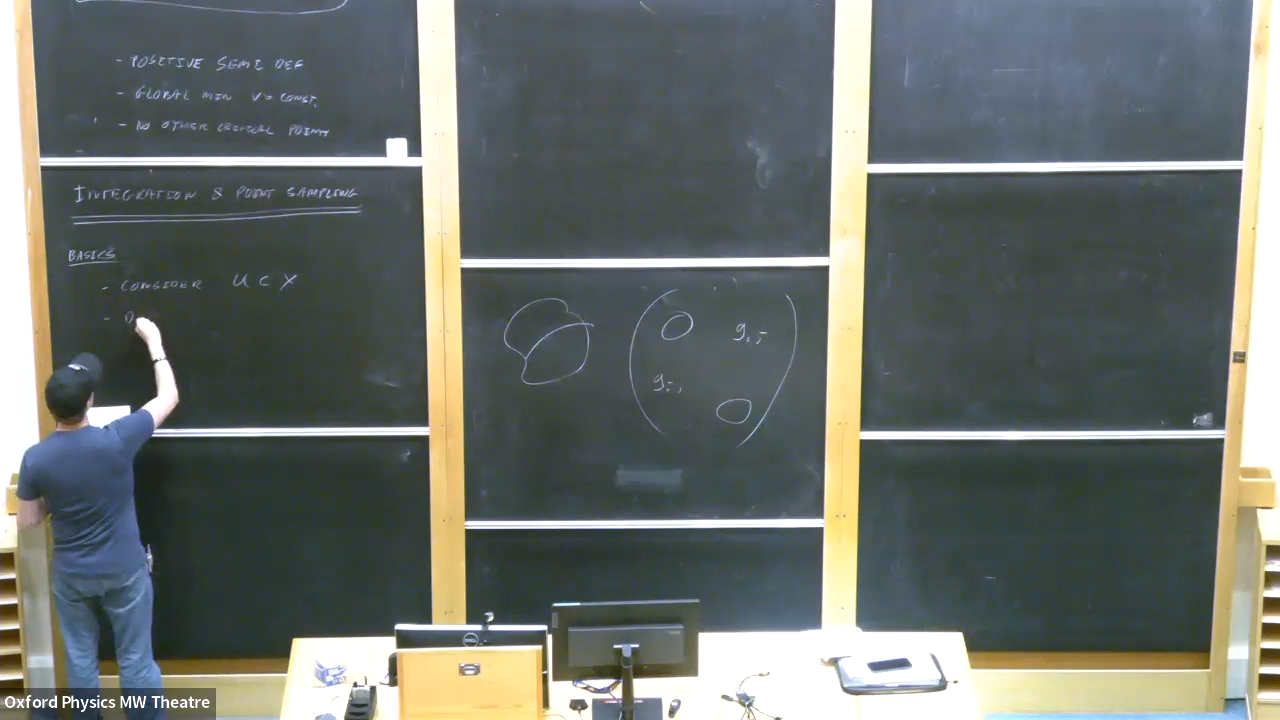 - POSITIVE SEMI DEF
- GLOBAL MIN V = CONST.
- NO OTHER CRITICAL POINT
INTEGRATION & POINT SAMPLING
BASICS
- CONSIDER U ⊂ X
- D
DELL
Oxford Physics MW Theatre